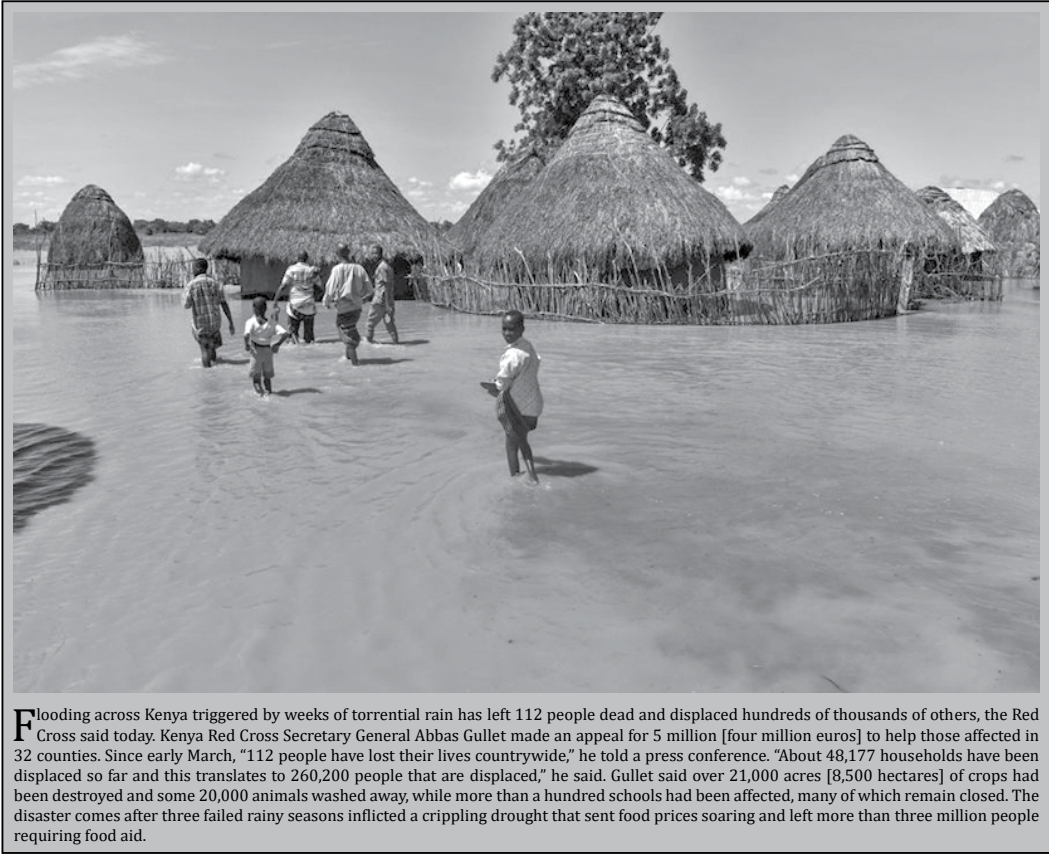 Flooding across Kenya triggered by weeks of torrential rain has left 112 people dead and displaced hundreds of thousands of others, the Red
Cross said today. Kenya Red Cross Secretary General Abbas Gullet made an appeal for 5 million [four million euros] to help those affected in
32 counties. Since early March, “112 people have lost their lives countrywide,” he told a press conference. “About 48,177 households have been
displaced so far and this translates to 260,200 people that are displaced,” he said. Gullet said over 21,000 acres [8,500 hectares] of crops had
been destroyed and some 20,000 animals washed away, while more than a hundred schools had been affected, many of which remain closed. The
disaster comes after three failed rainy seasons inflicted a crippling drought that sent food prices soaring and left more than three million people
requiring food aid.